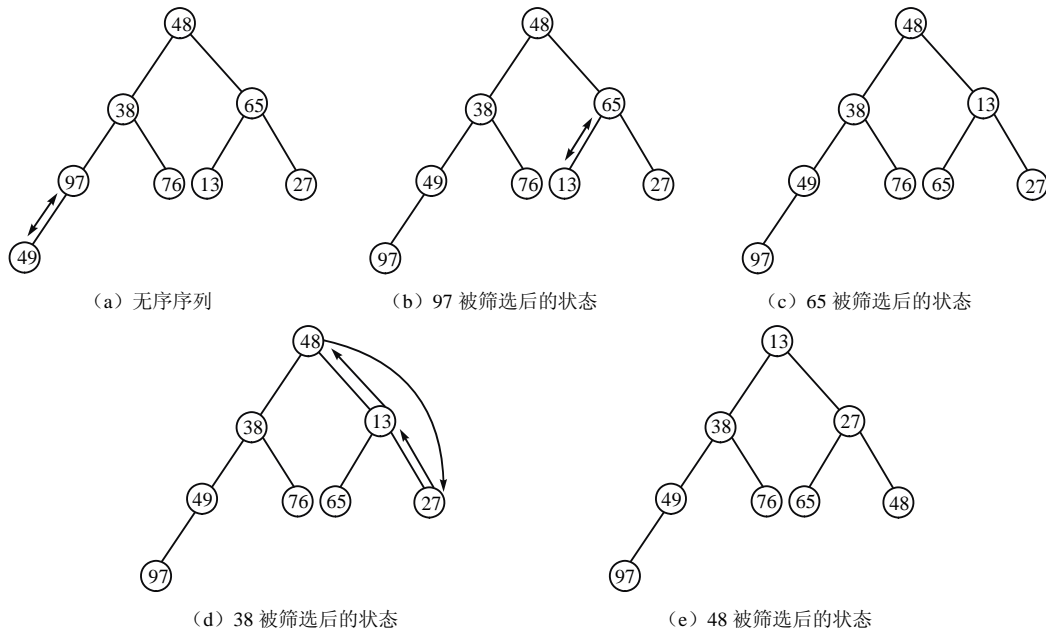 48
38 65
97 76 13 27
49
（a）无序序列
48
38 65
49 76 13 27
97
（b）97 被筛选后的状态
48
38 13
49 76 65 27
97
（c）65 被筛选后的状态
48
38 13
49 76 65 27
97
（d）38 被筛选后的状态
13
38 27
49 76 65 48
97
（e）48 被筛选后的状态